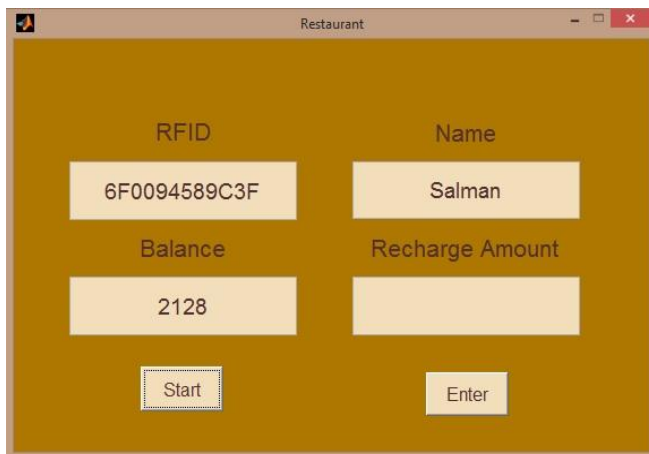 Restaurant
RFID Name
6F0094589C3F Salman
Balance Recharge Amount
2128
Start Enter